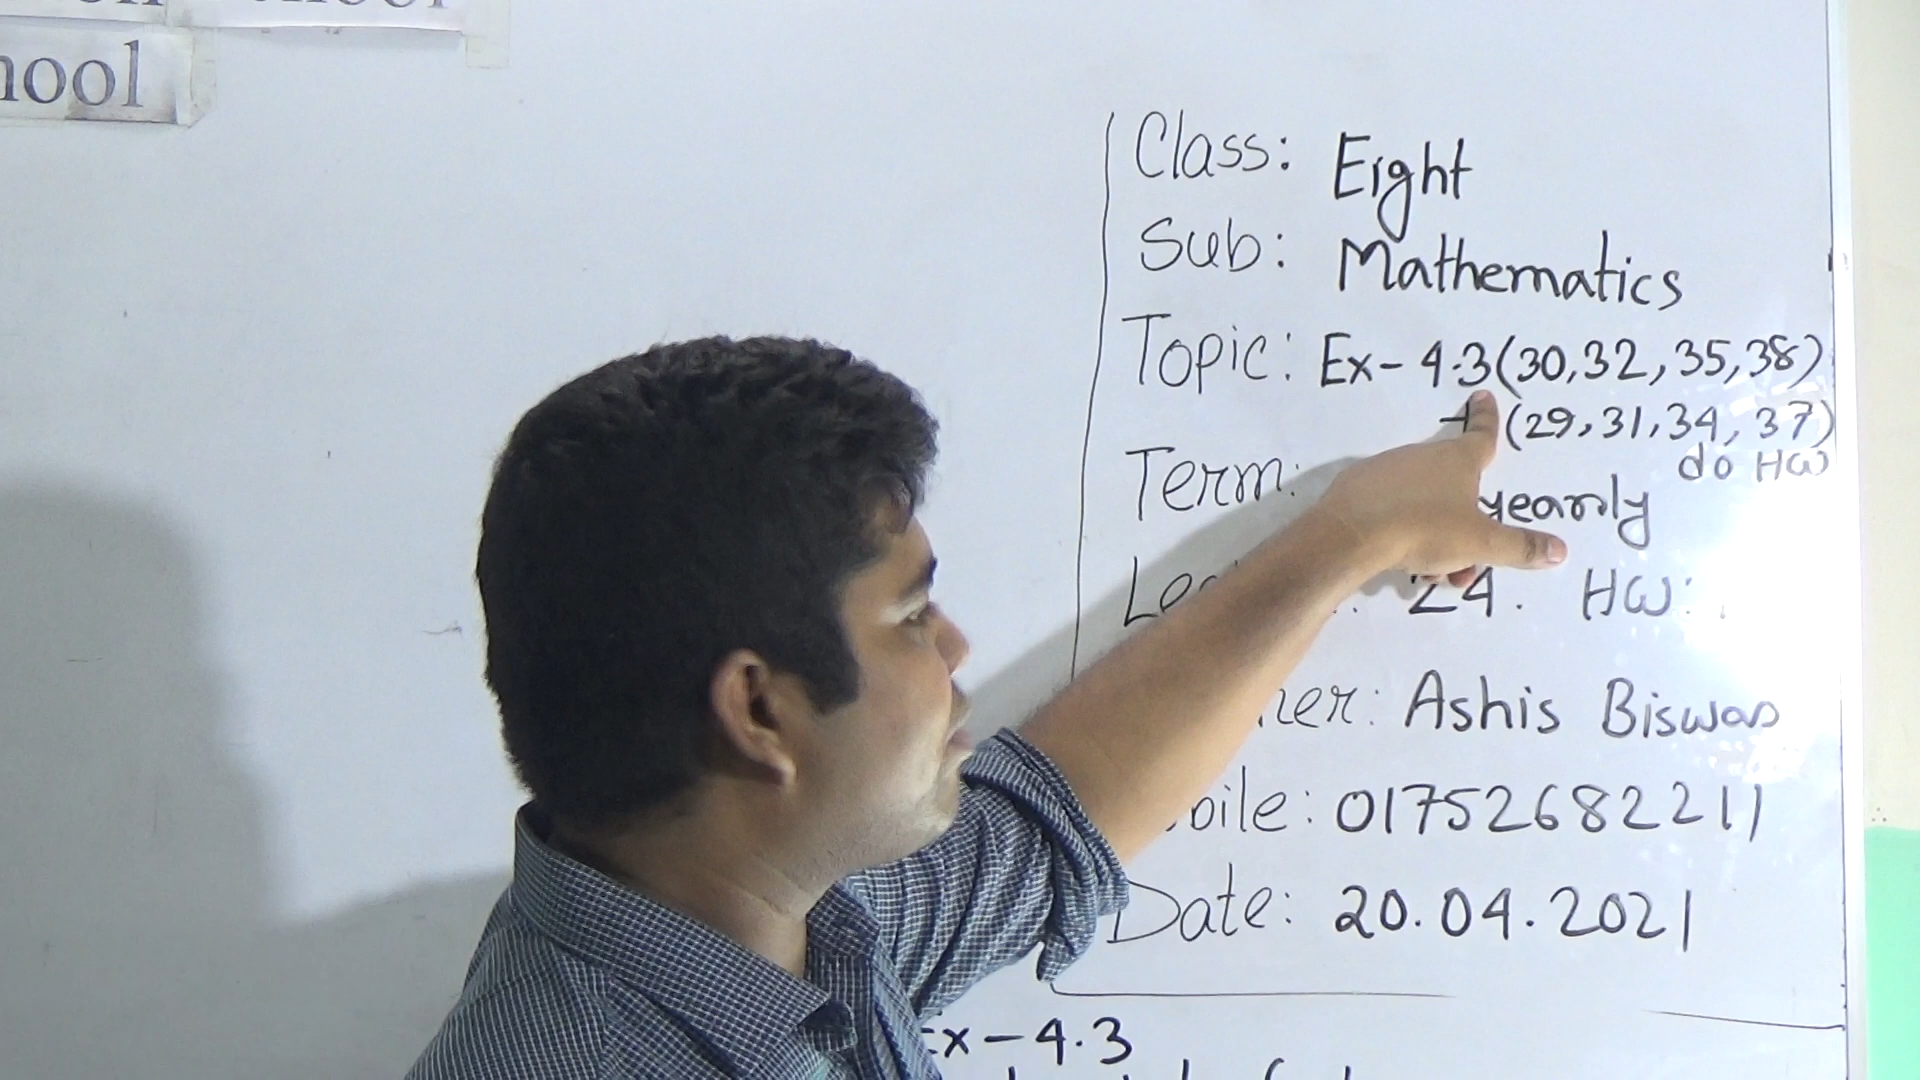 hool
Class: Eight
Sub: Mathematics
Topic: Ex- 4.3(30,32,35,38)
(29,31,34,37)
do HW
Term: yearly
24. HW:
Ashis Biswas
01752682211
Date: 20.04.2021
Ex-4.3